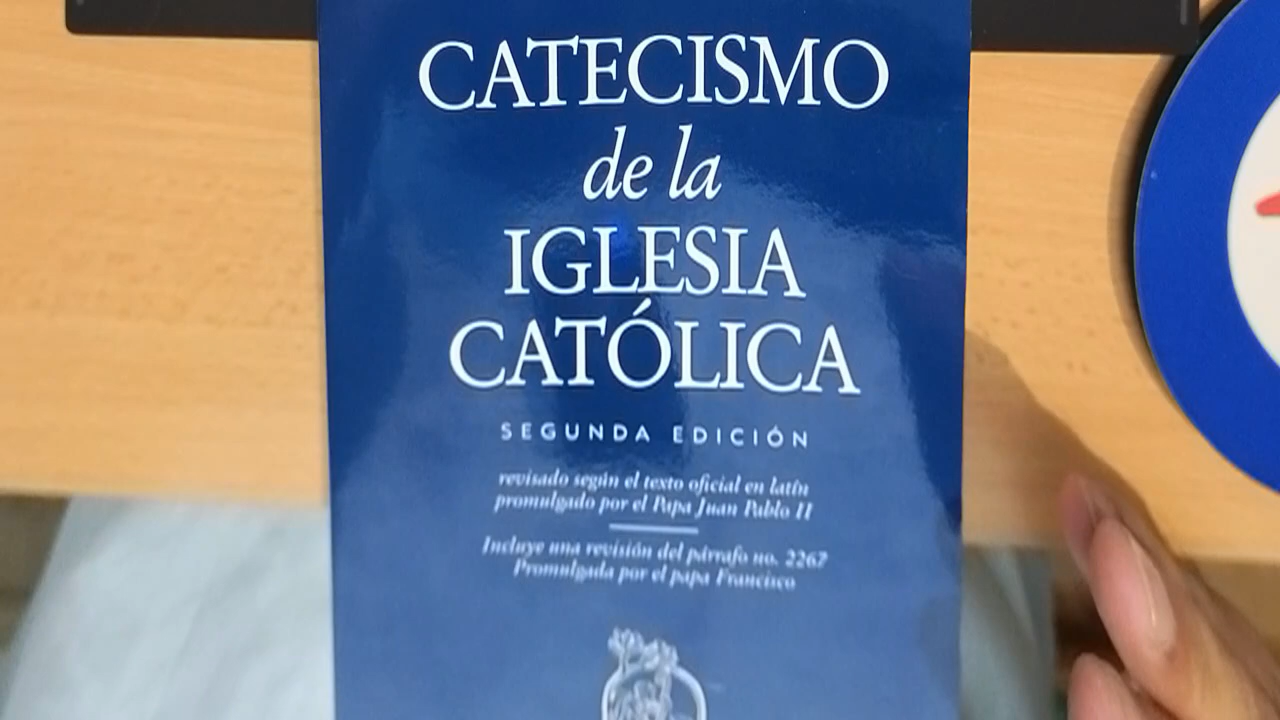 CATECISMO
de la
IGLESIA
CATÓLICA
SEGUNDA EDICIÓN
revisado según el texto oficial en latín
promulgado por el Papa Juan Pablo II
Incluye una revisión del párrafo no. 2267
Promulgada por el papa Francisco